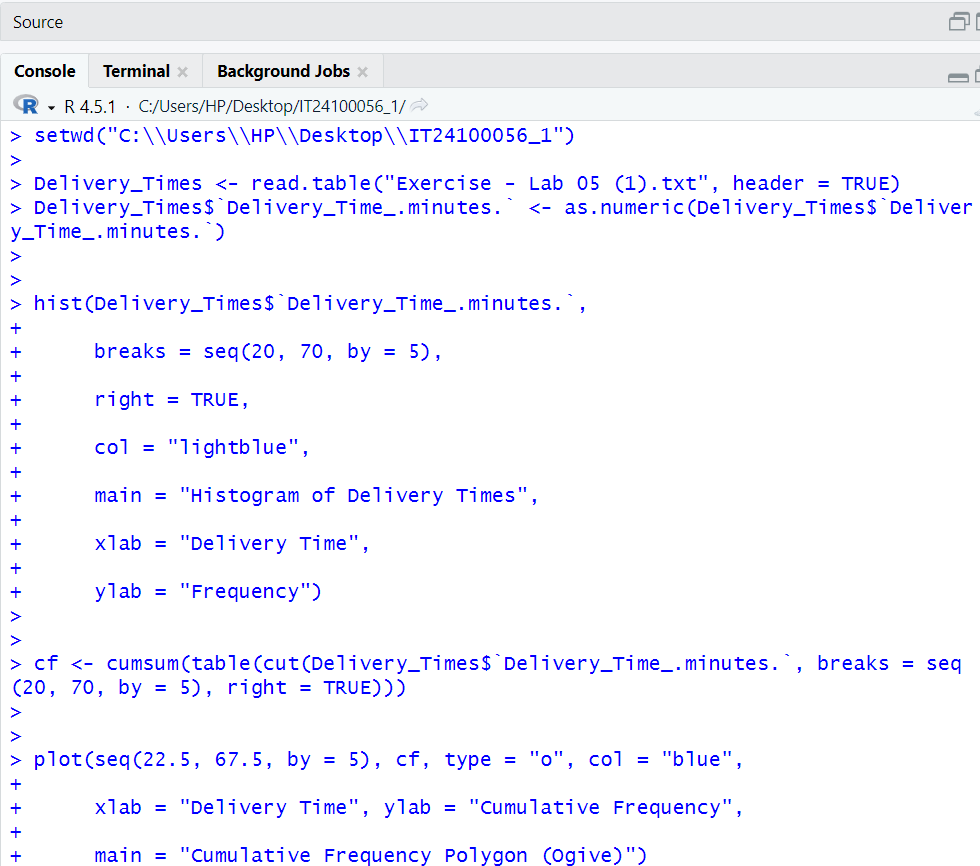 Source
Console Terminal Background Jobs
R 4.5.1 · C:/Users/HP/Desktop/IT24100056_1/
> setwd("C:\\Users\\HP\\Desktop\\IT24100056_1")
>
> Delivery_Times <- read.table("Exercise - Lab 05 (1).txt", header = TRUE)
> Delivery_Times$`Delivery_Time_.minutes.` <- as.numeric(Delivery_Times$`Deliver
y_Time_.minutes.`)
>
>
> hist(Delivery_Times$`Delivery_Time_.minutes.`,
+
+      breaks = seq(20, 70, by = 5),
+
+      right = TRUE,
+
+      col = "lightblue",
+
+      main = "Histogram of Delivery Times",
+
+      xlab = "Delivery Time",
+
+      ylab = "Frequency")
>
>
> cf <- cumsum(table(cut(Delivery_Times$`Delivery_Time_.minutes.`, breaks = seq
(20, 70, by = 5), right = TRUE)))
>
>
> plot(seq(22.5, 67.5, by = 5), cf, type = "o", col = "blue",
+
+      xlab = "Delivery Time", ylab = "Cumulative Frequency",
+
+      main = "Cumulative Frequency Polygon (Ogive)")